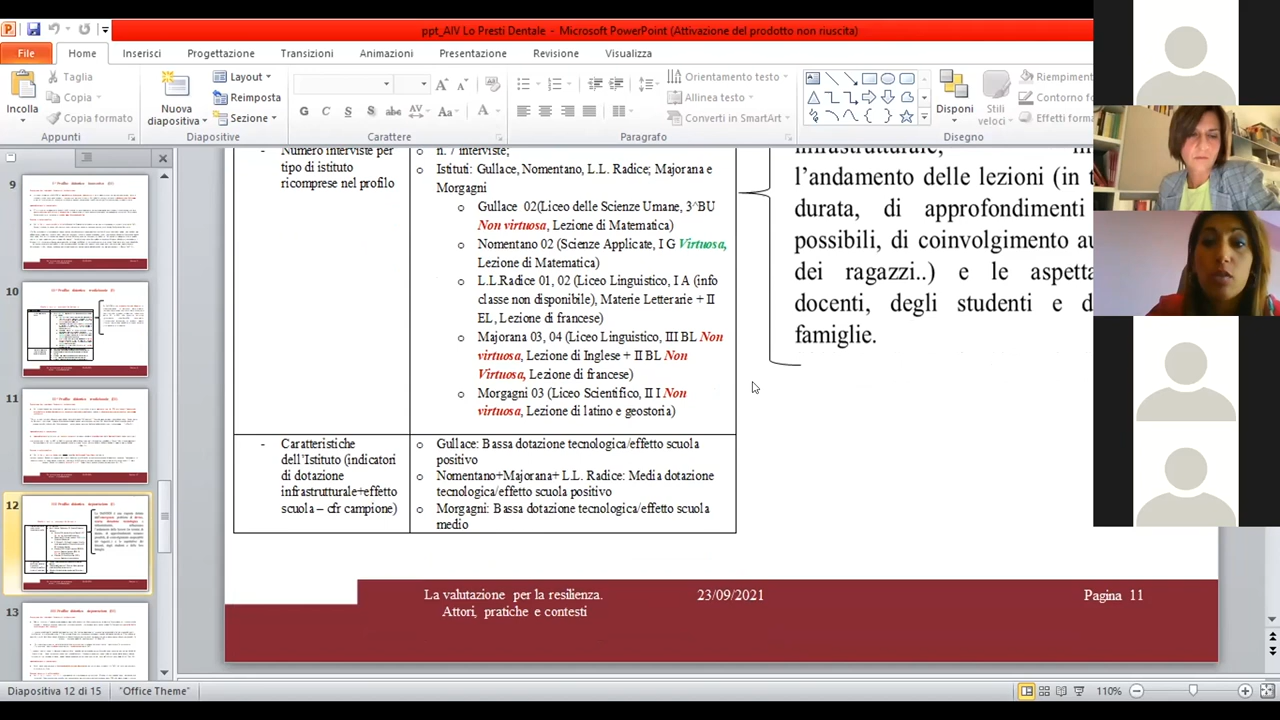 ppt_AIV Lo Presti Dentale - Microsoft PowerPoint (Attivazione del prodotto non riuscita)
File Home Inserisci Progettazione Transizioni Animazioni Presentazione Revisione Visualizza
Taglia
Copia
Copia formato
Incolla
Appunti
Nuova
diapositiva
Layout
Reimposta
Sezione
Diapositive
Carattere
Orientamento testo
Allinea testo
Converti in SmartArt
Paragrafo
Disponi
Stili
veloci
Riempimen
Contorno fo
Effetti forme
Disegno
9
10
11
12
13
- Numero interviste per
tipo di istituto
ricomprese nel profilo
o n. 7 interviste;
o Istituti: Gullace, Nomentano, L.L. Radice; Majorana e
Morgagni
o Gullace 02(Liceo delle Scienze Umane, 3^BU
Non virtuosa, Lezione di Matematica)
o Nomentano 02 (Scienze Applicate, I G Virtuosa,
Lezione di Matematica)
o L.L.Radice 01, 02 (Liceo Linguistico, I A (info
classe non disponibile), Materie Letterarie + II
EL, Lezione di francese)
o Majorana 03, 04 (Liceo Linguistico, III BL Non
virtuosa, Lezione di Inglese + II BL Non
Virtuosa, Lezione di francese)
o Morgagni 03 (Liceo Scientifico, II I Non
virtuosa, Lezione di latino e geostoria)
- Caratteristiche
dell'Istituto (indicatori
di dotazione
infrastrutturale+effetto
scuola – cfr campione)
o Gullace: Bassa dotazione tecnologica/effetto scuola
positivo
o Nomentano+Majorana+ L.L. Radice: Media dotazione
tecnologica/effetto scuola positivo
o Morgagni: Bassa dotazione tecnologica/effetto scuola
medio
infrastrutturale,
l'andamento delle lezioni (in t
durata, di approfondimenti
possibili, di coinvolgimento au
dei ragazzi..) e le aspetta
docenti, degli studenti e d
famiglie.
La valutazione per la resilienza.
Attori, pratiche e contesti
23/09/2021
Pagina 11
Diapositiva 12 di 15 "Office Theme" 110%